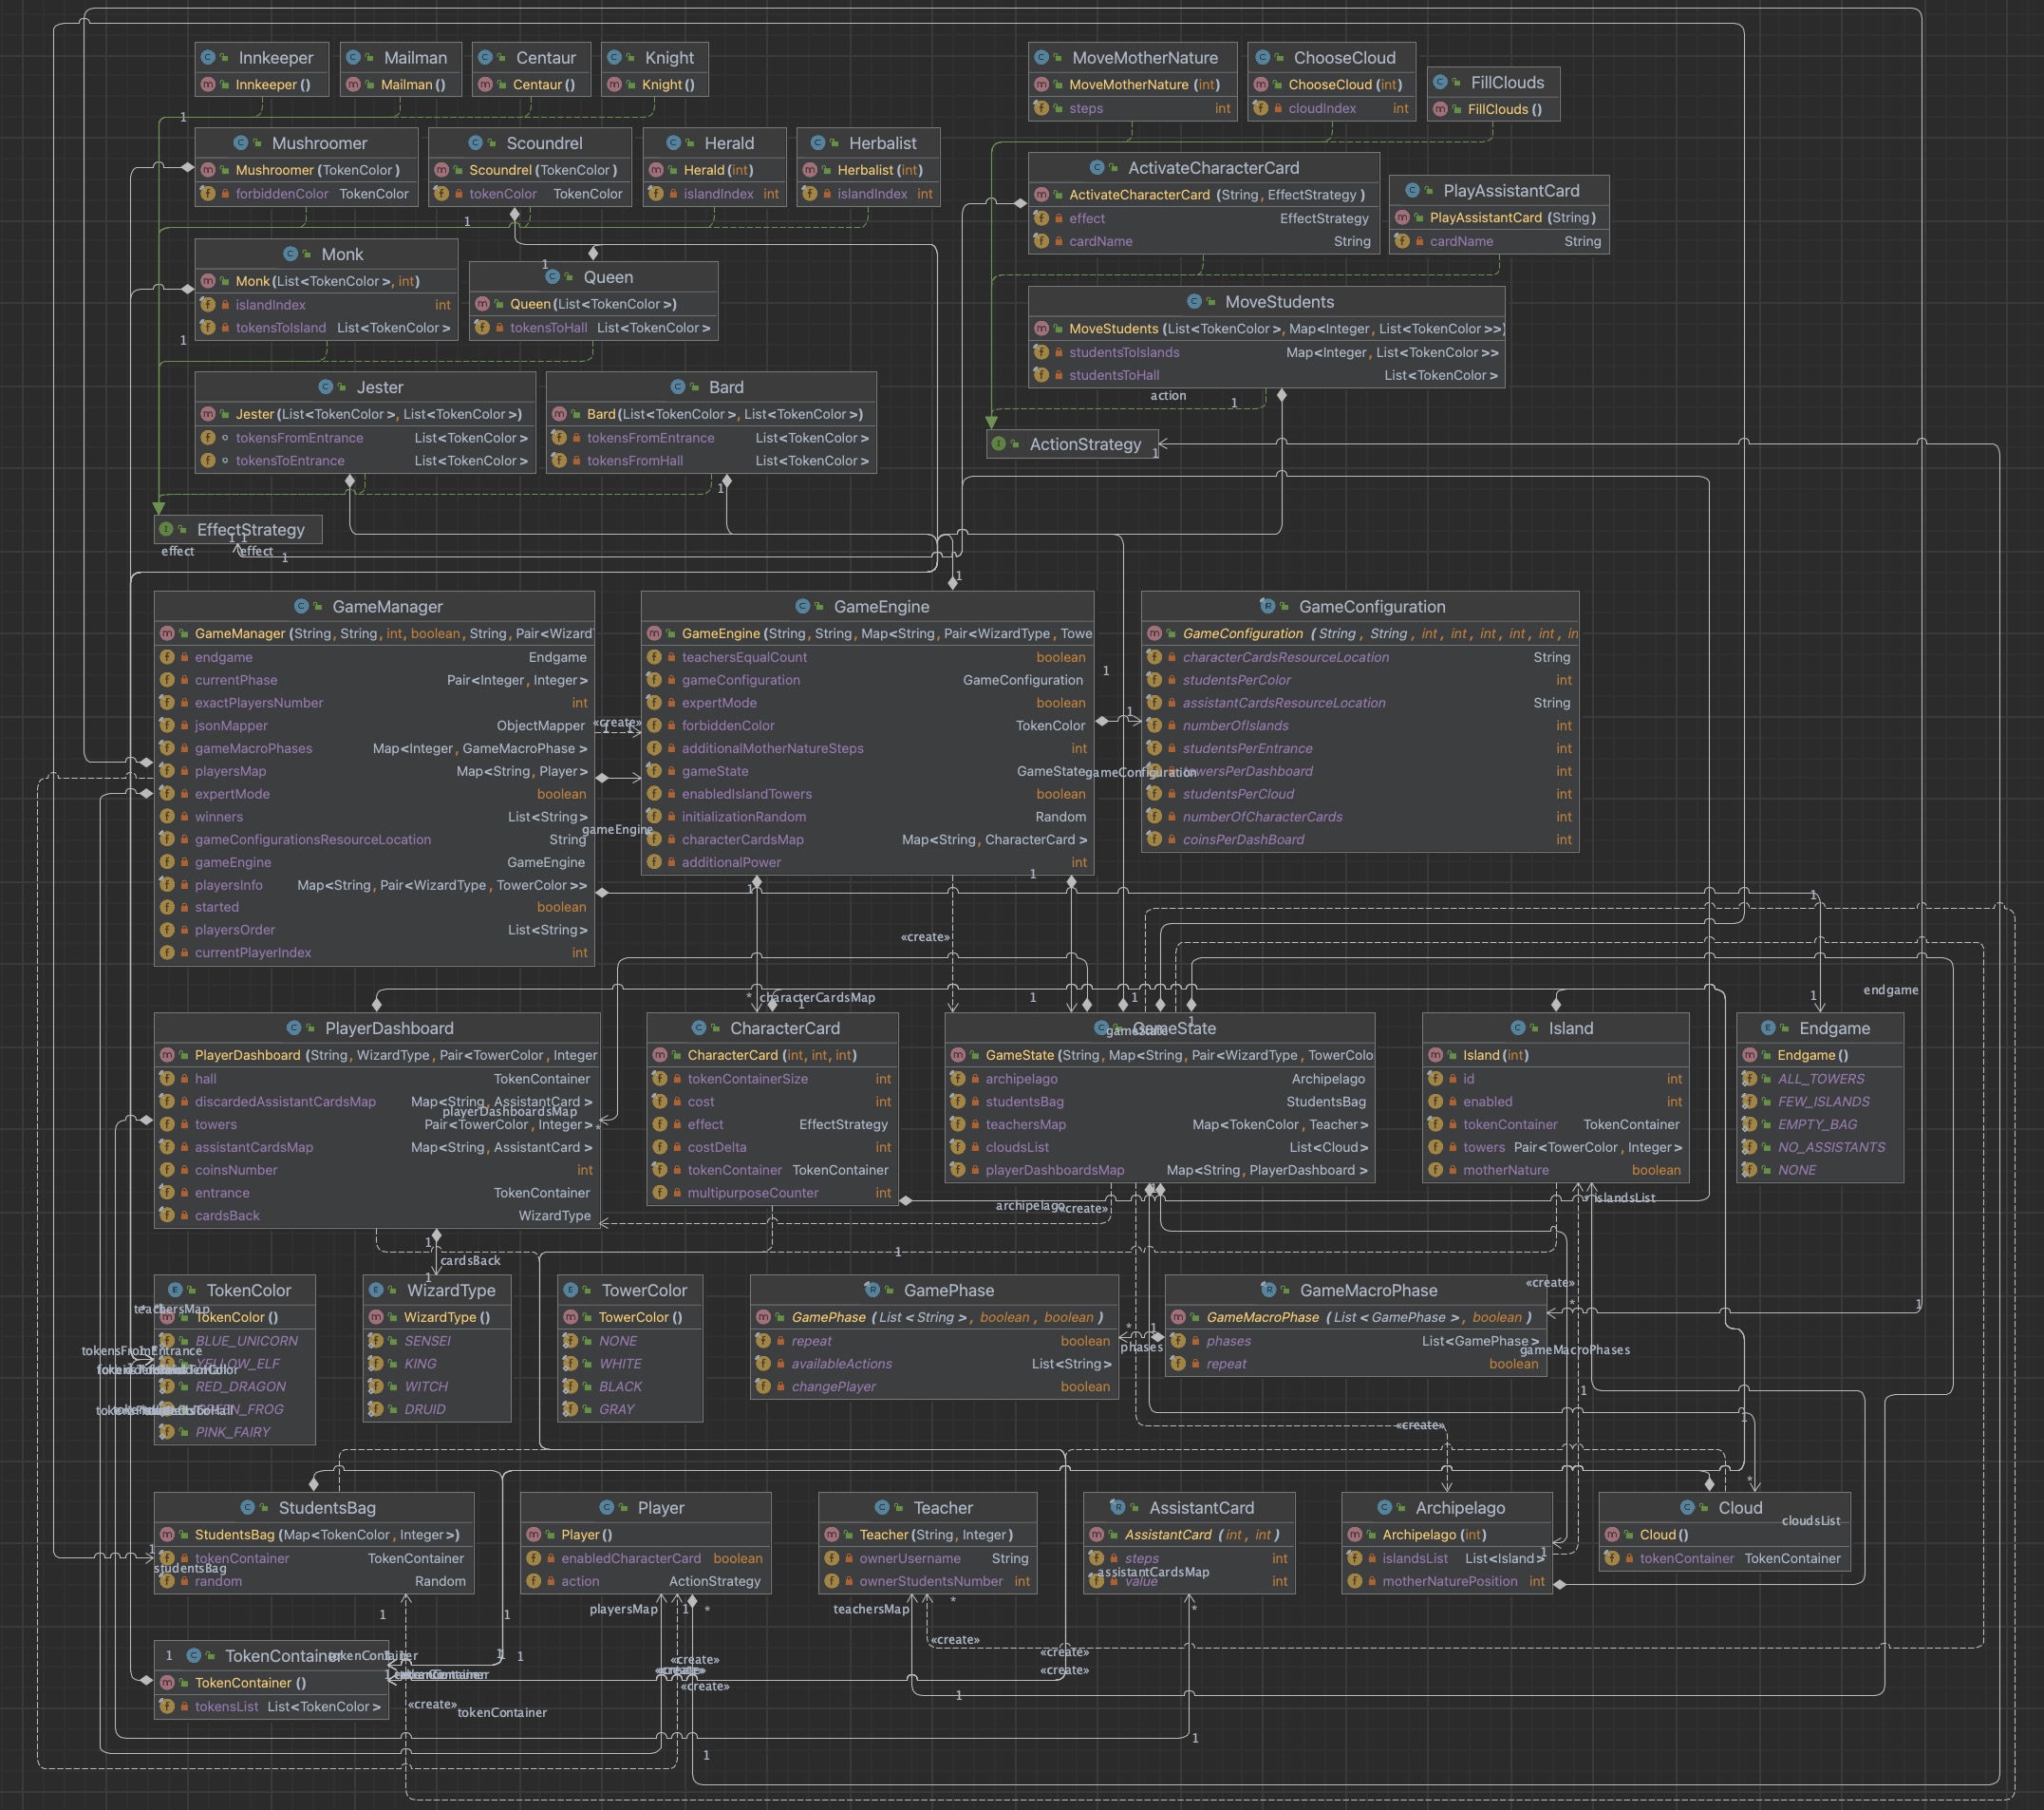 Innkeeper
Innkeeper()
Mailman
Mailman()
Centaur
Centaur()
Knight
Knight()
MoveMotherNature
MoveMotherNature(int)
steps int
ChooseCloud
ChooseCloud(int)
cloudIndex int
FillClouds
FillClouds()
1
Mushroomer
Mushroomer(TokenColor)
forbiddenColor TokenColor
Scoundrel
Scoundrel(TokenColor)
tokenColor TokenColor
Herald
Herald(int)
islandIndex int
Herbalist
Herbalist(int)
islandIndex int
1
ActivateCharacterCard
ActivateCharacterCard (String, EffectStrategy)
effect EffectStrategy
cardName String
PlayAssistantCard
PlayAssistantCard (String)
cardName String
Monk
Monk(List<TokenColor>, int)
islandIndex int
tokensToIsland List<TokenColor>
1
1
Queen
Queen(List<TokenColor>)
tokensToHall List<TokenColor>
MoveStudents
MoveStudents (List<TokenColor>, Map<Integer, List<TokenColor>>)
studentsToIslands Map<Integer, List<TokenColor>>
studentsToHall List<TokenColor>
action
1
Jester
Jester(List<TokenColor>, List<TokenColor>)
tokensFromEntrance List<TokenColor>
tokensToEntrance List<TokenColor>
Bard
Bard(List<TokenColor>, List<TokenColor>)
tokensFromEntrance List<TokenColor>
tokensFromHall List<TokenColor>
1
ActionStrategy
1
EffectStrategy
1 1
effect
effect
1
1
GameManager
GameManager (String, String, int, boolean, String, Pair<Wizard
endgame Endgame
currentPhase Pair<Integer, Integer>
exactPlayersNumber int
jsonMapper ObjectMapper
gameMacroPhases Map<Integer, GameMacroPhase>
playersMap Map<String, Player>
expertMode boolean
winners List<String>
gameConfigurationsResourceLocation String
gameEngine GameEngine
playersInfo Map<String, Pair<WizardType, TowerColor>>
started boolean
playersOrder List<String>
currentPlayerIndex int
«create»
1 1
gameEngine
GameEngine
GameEngine (String, String, Map<String, Pair<WizardType, Towe
teachersEqualCount boolean
gameConfiguration GameConfiguration
expertMode boolean
forbiddenColor TokenColor
additionalMotherNatureSteps int
gameState GameState
enabledIslandTowers boolean
initializationRandom Random
characterCardsMap Map<String, CharacterCard>
additionalPower int
1
1
gameConfiguration
GameConfiguration
GameConfiguration (String, String, int, int, int, int, int, in
characterCardsResourceLocation String
studentsPerColor int
assistantCardsResourceLocation String
numberOfIslands int
studentsPerEntrance int
towersPerDashboard int
studentsPerCloud int
numberOfCharacterCards int
coinsPerDashBoard int
1
1
1
«create»
* characterCardsMap
1
1
1
1
1
endgame
gameState
PlayerDashboard
PlayerDashboard (String, WizardType, Pair<TowerColor, Integer
hall TokenContainer
discardedAssistantCardsMap Map<String, AssistantCard>
playerDashboardsMap
towers Pair<TowerColor, Integer>
*
assistantCardsMap Map<String, AssistantCard>
coinsNumber int
entrance TokenContainer
cardsBack WizardType
CharacterCard
CharacterCard (int, int, int)
tokenContainerSize int
cost int
effect EffectStrategy
costDelta int
tokenContainer TokenContainer
multipurposeCounter int
GameState
GameState (String, Map<String, Pair<WizardType, TowerColo
archipelago Archipelago
studentsBag StudentsBag
teachersMap Map<TokenColor, Teacher>
cloudsList List<Cloud>
playerDashboardsMap Map<String, PlayerDashboard>
Island
Island (int)
id int
enabled int
tokenContainer TokenContainer
towers Pair<TowerColor, Integer>
motherNature boolean
Endgame
Endgame ()
ALL_TOWERS
FEW_ISLANDS
EMPTY_BAG
NO_ASSISTANTS
NONE
archipelago
«create»
islandsList
1
1
cardsBack
1
TokenColor
teachersMap
TokenColor ()
BLUE_UNICORN
tokensFromEntrance
YELLOW_ELF
RED_DRAGON
GREEN_FROG
PINK_FAIRY
WizardType
WizardType ()
SENSEI
KING
WITCH
DRUID
TowerColor
TowerColor ()
NONE
WHITE
BLACK
GRAY
GamePhase
GamePhase (List<String>, boolean, boolean)
repeat boolean
availableActions List<String>
changePlayer boolean
* 1
phases
GameMacroPhase
GameMacroPhase (List<GamePhase>, boolean)
phases List<GamePhase>
repeat boolean
«create»
*
1
gameMacroPhases
1
1
«create»
StudentsBag
StudentsBag (Map<TokenColor, Integer>)
tokenContainer TokenContainer
random Random
1
studentsBag
Player
Player ()
enabledCharacterCard boolean
action ActionStrategy
Teacher
Teacher (String, Integer)
ownerUsername String
ownerStudentsNumber int
AssistantCard
AssistantCard (int, int)
steps int
assistantCardsMap
value int
Archipelago
Archipelago (int)
islandsList List<Island>
motherNaturePosition int
1
*
Cloud
cloudsList
Cloud ()
tokenContainer TokenContainer
1
1
playersMap
1
*
teachersMap
*
*
«create»
«create»
«create»
«create»
«create»
1
TokenContainer
TokenContainer ()
tokensList List<TokenColor>
tokenContainer
1
1
«create»
tokenContainer
1
1
1